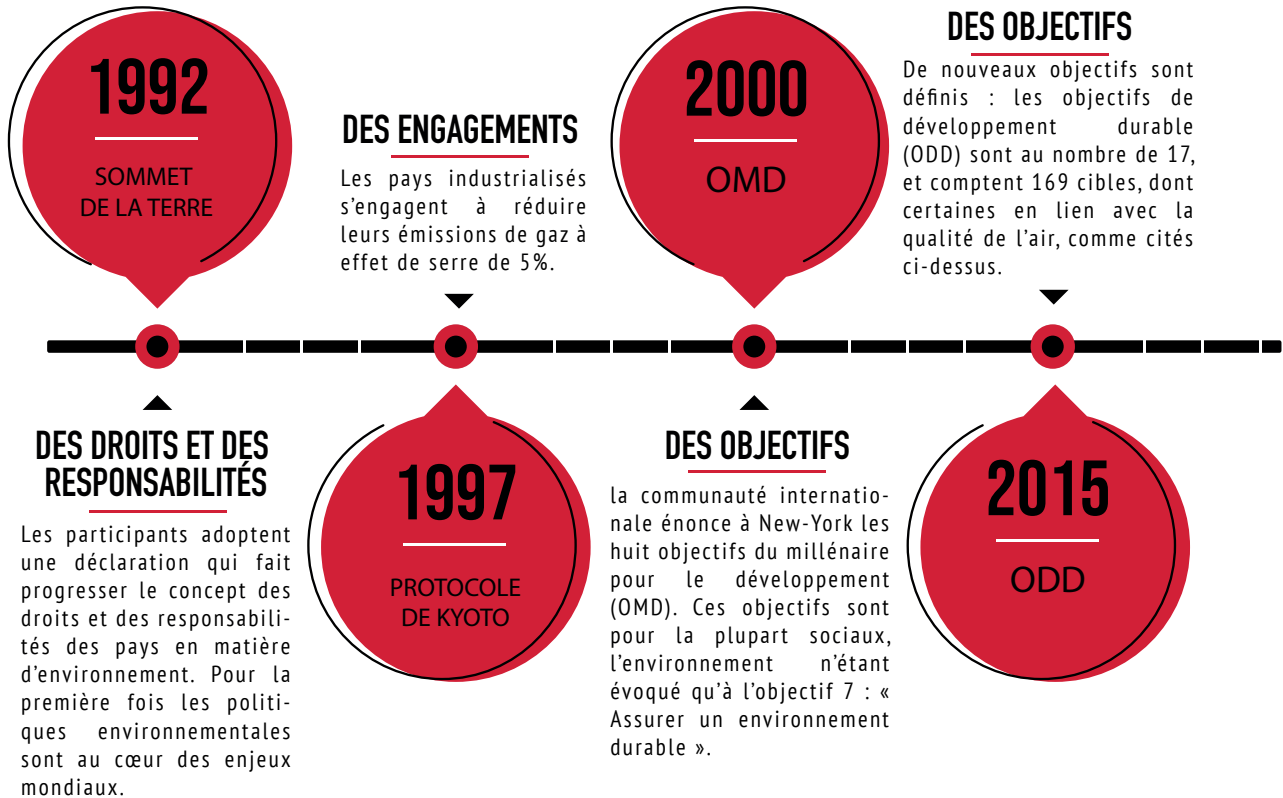 1992
SOMMET
DE LA TERRE
DES DROITS ET DES
RESPONSABILITÉS
Les participants adoptent
une déclaration qui fait
progresser le concept des
droits et des responsabili-
tés des pays en matière
d'environnement. Pour la
première fois les politi-
ques environnementales
sont au cœur des enjeux
mondiaux.
DES ENGAGEMENTS
Les pays industrialisés
s'engagent à réduire
leurs émissions de gaz à
effet de serre de 5%.
1997
PROTOCOLE
DE KYOTO
2000
OMD
DES OBJECTIFS
la communauté internatio-
nale énonce à New-York les
huit objectifs du millénaire
pour le développement
(OMD). Ces objectifs sont
pour la plupart sociaux,
l'environnement n'étant
évoqué qu'à l'objectif 7 : «
Assurer un environnement
durable ».
DES OBJECTIFS
De nouveaux objectifs sont
définis : les objectifs de
développement durable
(ODD) sont au nombre de 17,
et comptent 169 cibles, dont
certaines en lien avec la
qualité de l'air, comme cités
ci-dessus.
2015
ODD